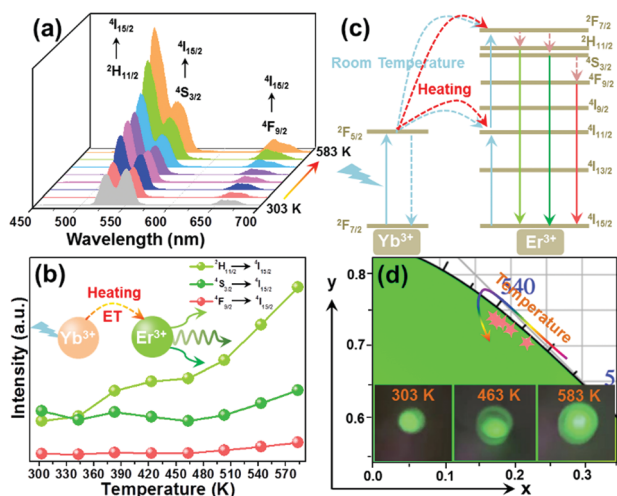 (a)
⁴I₁₅/₂
²H₁₁/₂
⁴I₁₅/₂
⁴S₃/₂
⁴I₁₅/₂
⁴F₉/₂
583 K
303 K
450 500 550 600 650 700
Wavelength (nm)
(b)
²H₁₁/₂ → ⁴I₁₅/₂
⁴S₃/₂ → ⁴I₁₅/₂
⁴F₉/₂ → ⁴I₁₅/₂
Heating
ET
Yb³⁺
Er³⁺
Intensity (a.u.)
300 330 360 390 420 450 480 510 540 570
Temperature (K)
(c)
Room Temperature
Heating
²F₅/₂
²F₇/₂
Yb³⁺
²F₇/₂
²H₁₁/₂
⁴S₃/₂
⁴F₉/₂
⁴I₉/₂
⁴I₁₁/₂
⁴I₁₃/₂
⁴I₁₅/₂
Er³⁺
(d)
y
0.8
0.7
0.6
540
Temperature
5
303 K
463 K
583 K
0.0 0.1 0.2 0.3
x